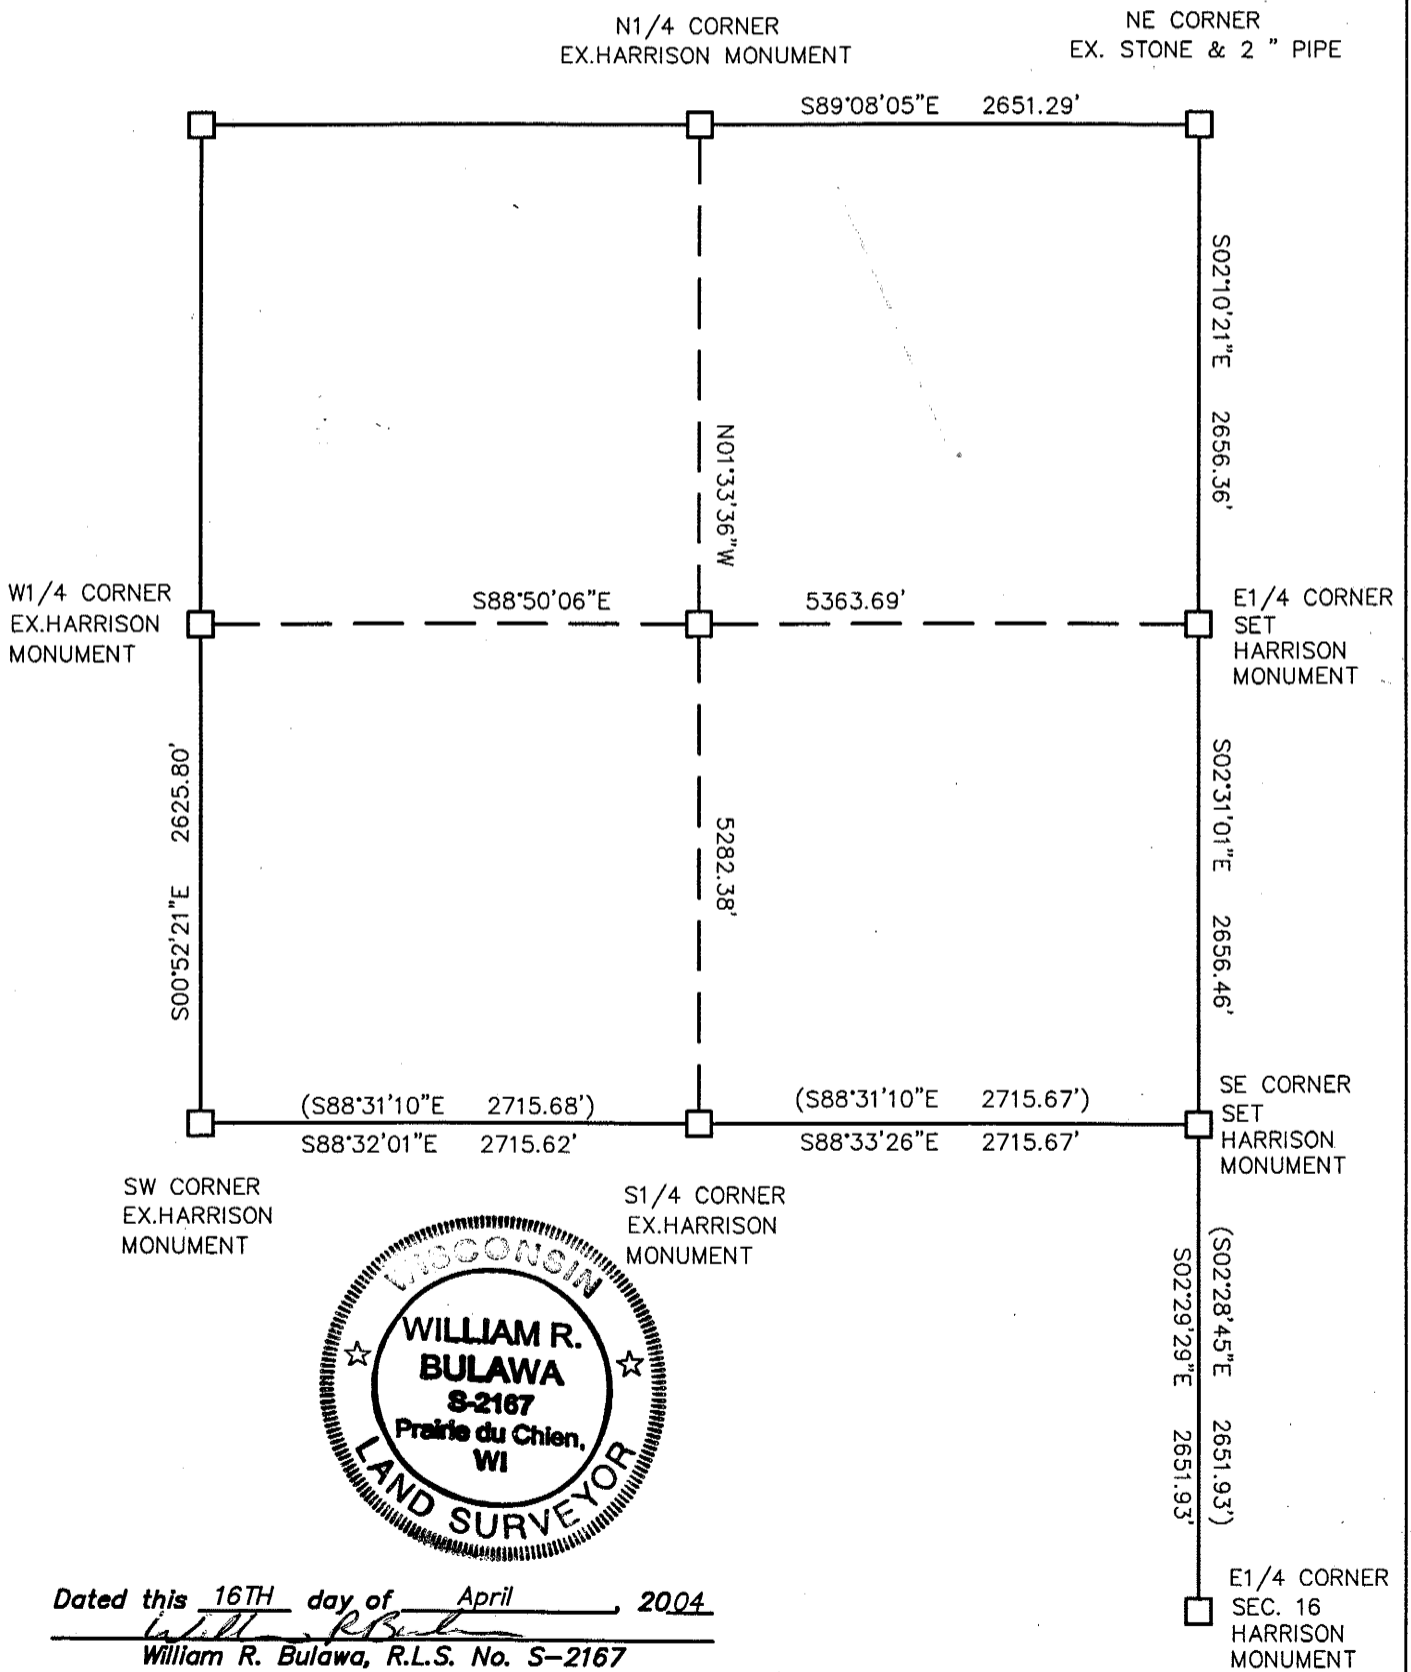 N1/4 CORNER
EX.HARRISON MONUMENT
NE CORNER
EX. STONE & 2 " PIPE
S89°08'05"E 2651.29'
S02°10'21"E 2656.36'
N01°33'36"W
W1/4 CORNER
EX.HARRISON
MONUMENT
S88°50'06"E 5363.69'
E1/4 CORNER
SET
HARRISON
MONUMENT
S00°52'21"E 2625.80'
5282.38'
S02°31'01"E 2656.46'
(S88°31'10"E 2715.68')
S88°32'01"E 2715.62'
(S88°31'10"E 2715.67')
S88°33'26"E 2715.67'
SE CORNER
SET
HARRISON
MONUMENT
SW CORNER
EX.HARRISON
MONUMENT
S1/4 CORNER
EX.HARRISON
MONUMENT
(S02°28'45"E 2651.93')
S02°29'29"E 2651.93'
WISCONSIN
WILLIAM R.
BULAWA
S-2167
Prairie du Chien,
WI
LAND SURVEYOR
E1/4 CORNER
SEC. 16
HARRISON
MONUMENT
Dated this 16TH day of April, 2004
William R. Bulawa, R.L.S. No. S-2167